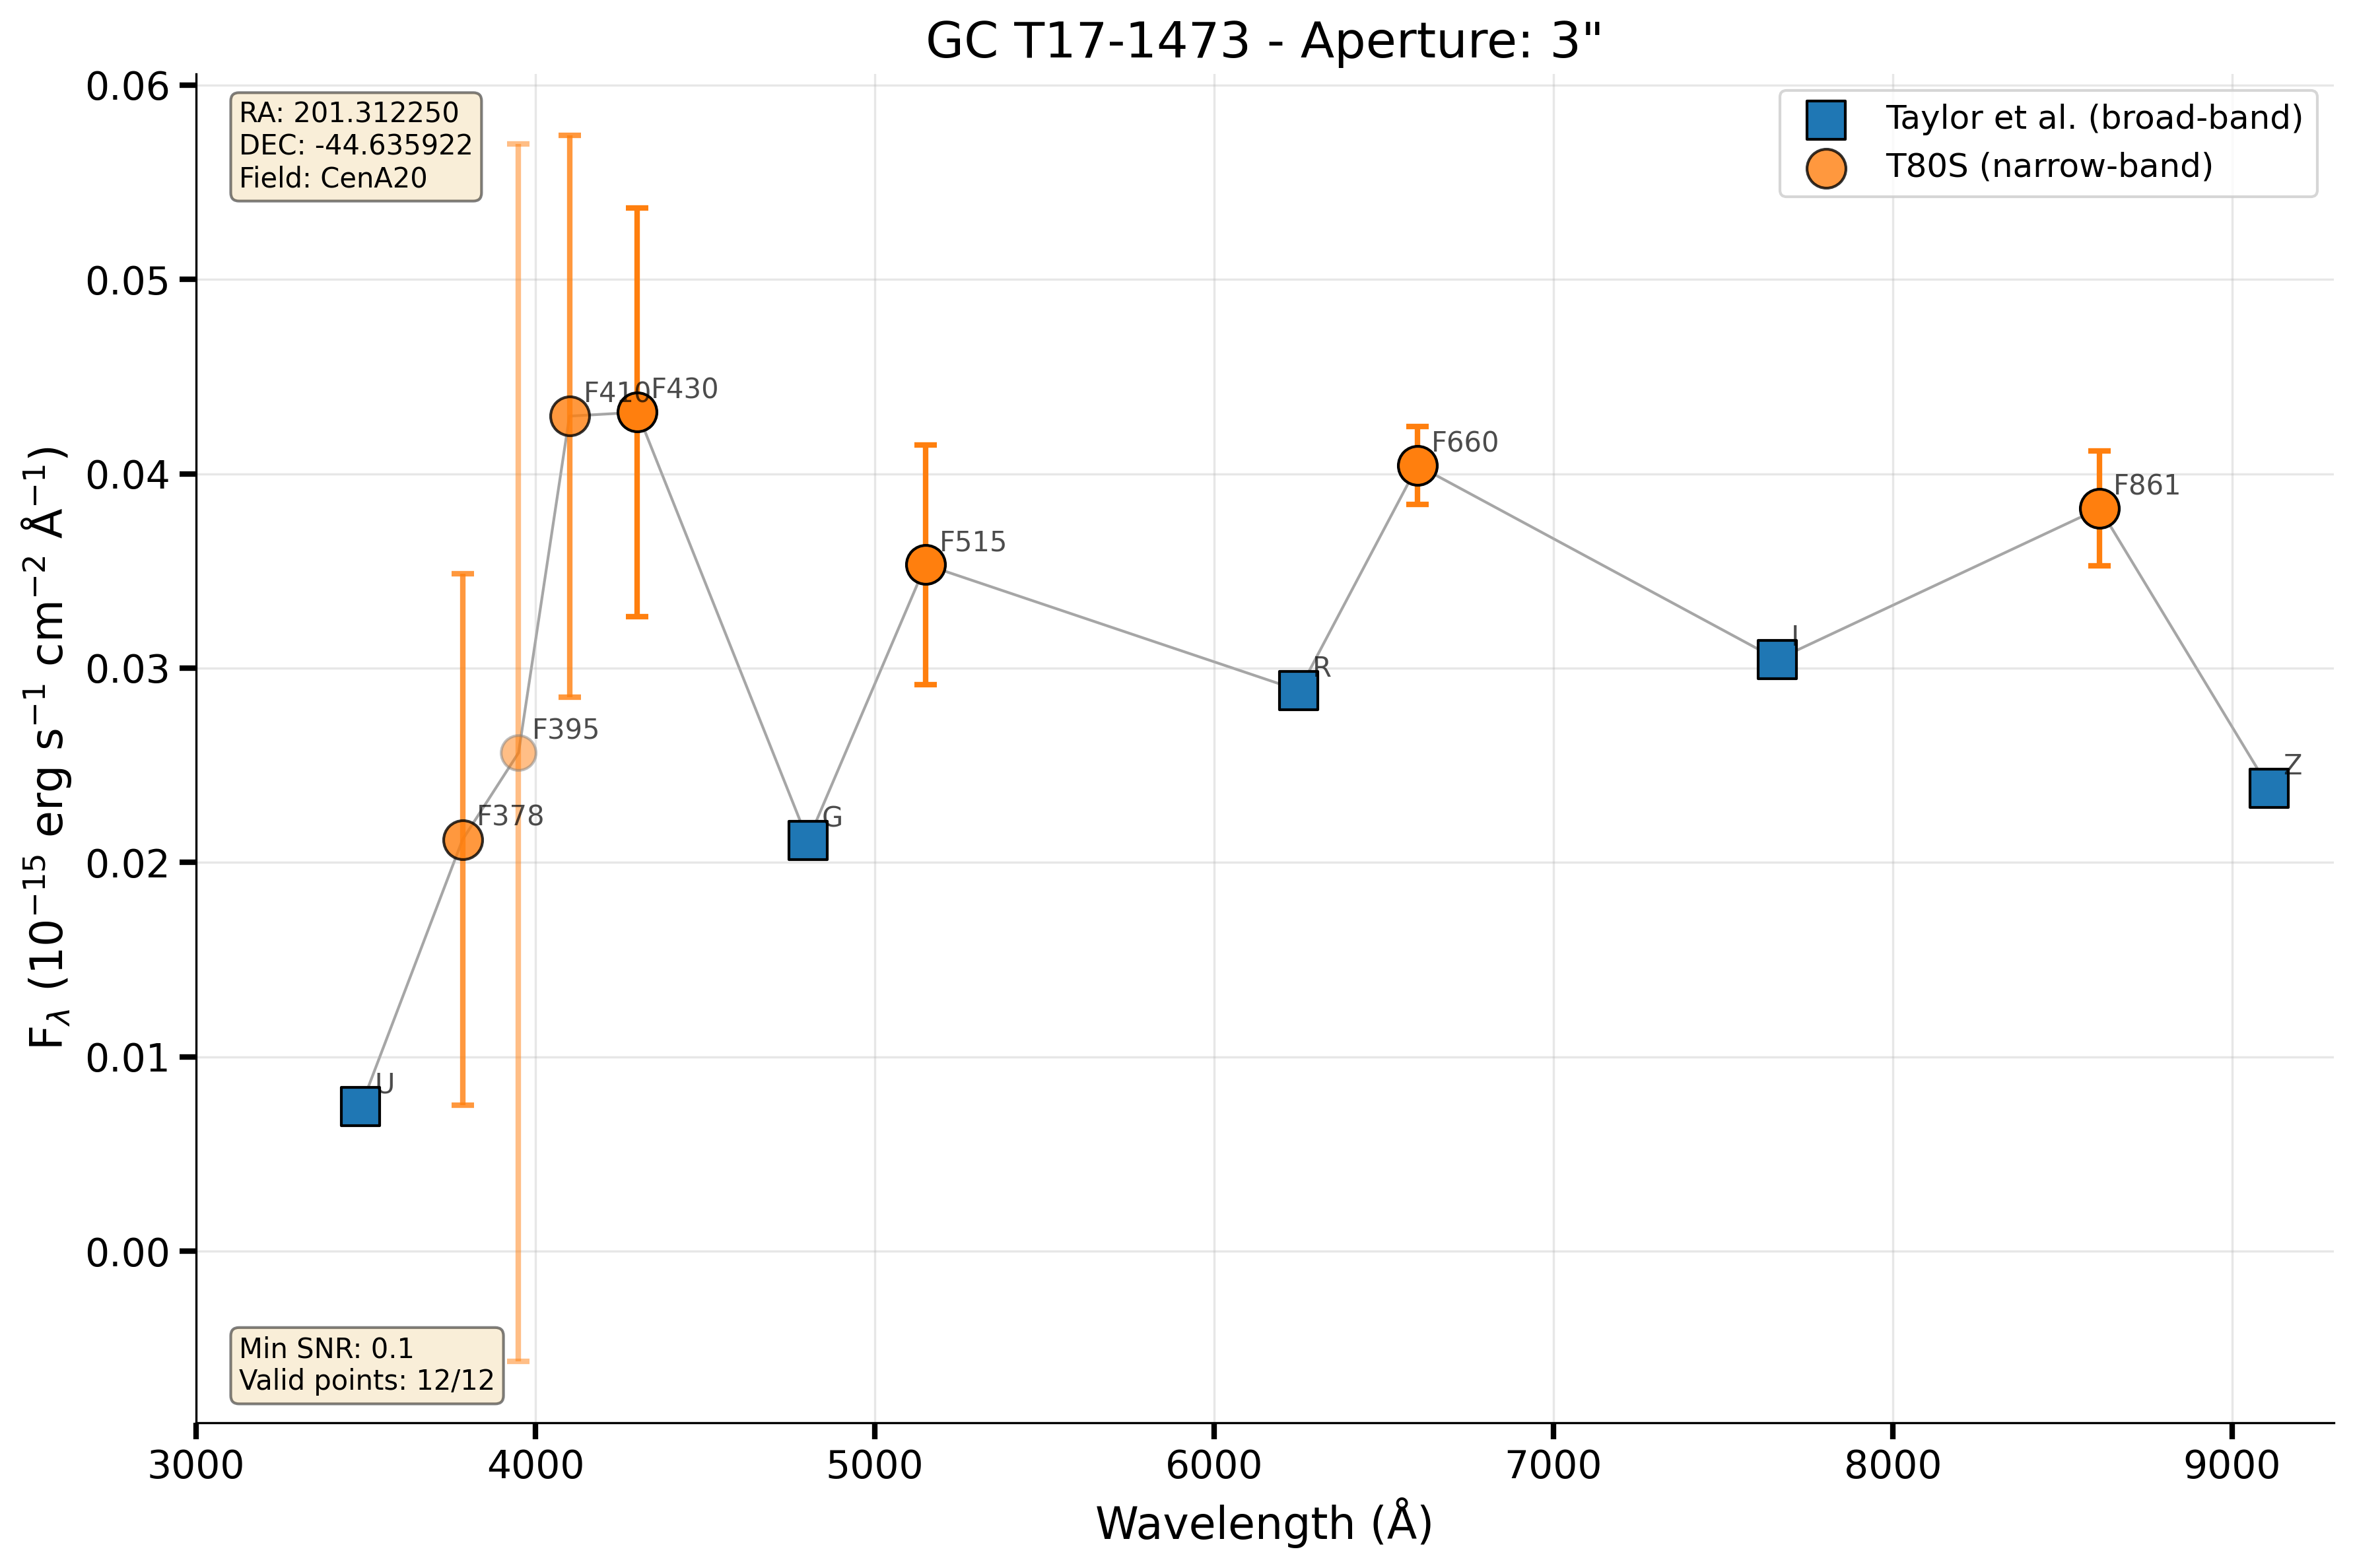 GC T17-1473 - Aperture: 3"
RA: 201.312250
DEC: -44.635922
Field: CenA20
Taylor et al. (broad-band)
T80S (narrow-band)
0.06
0.05
0.04
0.03
0.02
0.01
0.00
F_λ (10⁻¹⁵ erg s⁻¹ cm⁻² Å⁻¹)
U
F378
F395
F410
F430
G
F515
R
F660
I
F861
Z
Min SNR: 0.1
Valid points: 12/12
3000 4000 5000 6000 7000 8000 9000
Wavelength (Å)